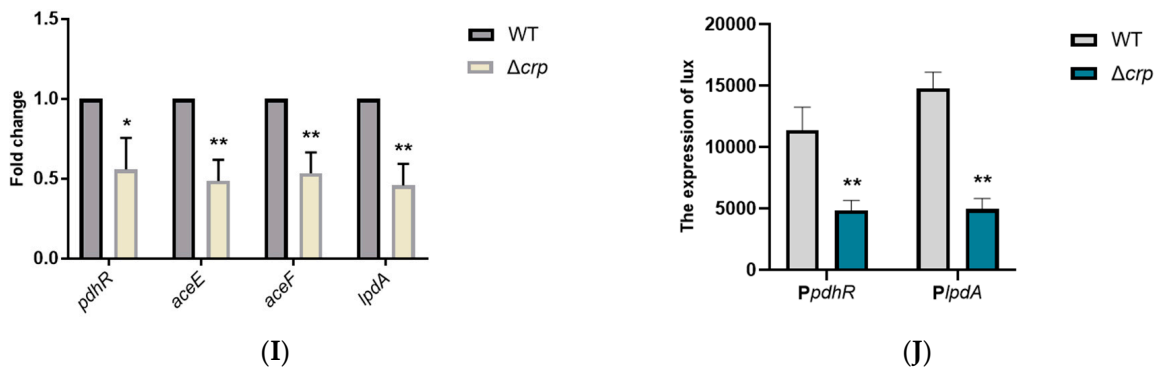 Fold change
1.5
1.0
0.5
0.0
*
**
**
**
pdhR
aceE
aceF
lpdA
WT
Δcrp
(I)
The expression of lux
20000
15000
10000
5000
0
**
**
PpdhR
PlpdA
WT
Δcrp
(J)